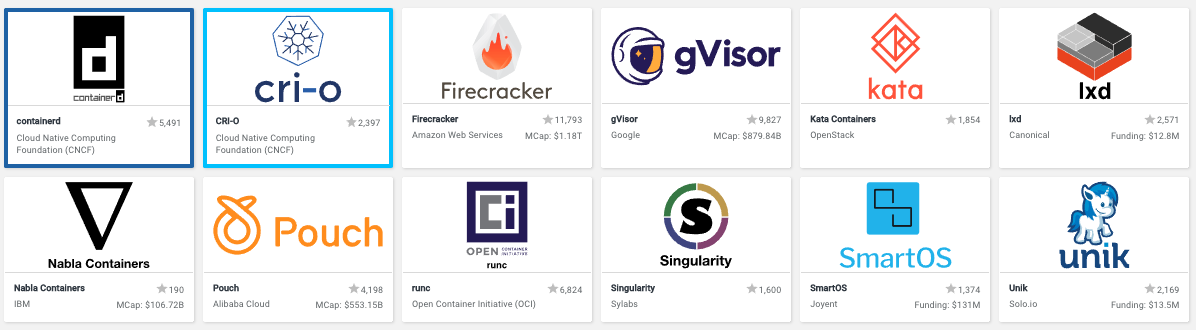 d
containerd
containerd
5,491
Cloud Native Computing
Foundation (CNCF)
cri-o
CRI-O
2,397
Cloud Native Computing
Foundation (CNCF)
Firecracker
Firecracker
11,793
Amazon Web Services
MCap: $1.18T
gVisor
gVisor
9,827
Google
MCap: $879.84B
kata
Kata Containers
1,854
OpenStack
lxd
lxd
2,571
Canonical
Funding: $12.8M
Nabla Containers
Nabla Containers
190
IBM
MCap: $106.72B
Pouch
Pouch
4,198
Alibaba Cloud
MCap: $553.15B
Ci
OPEN CONTAINER
INITIATIVE
runc
runc
6,824
Open Container Initiative (OCI)
S
Singularity
Singularity
1,600
Sylabs
SmartOS
SmartOS
1,374
Joyent
Funding: $131M
unik
Unik
2,169
Solo.io
Funding: $13.5M